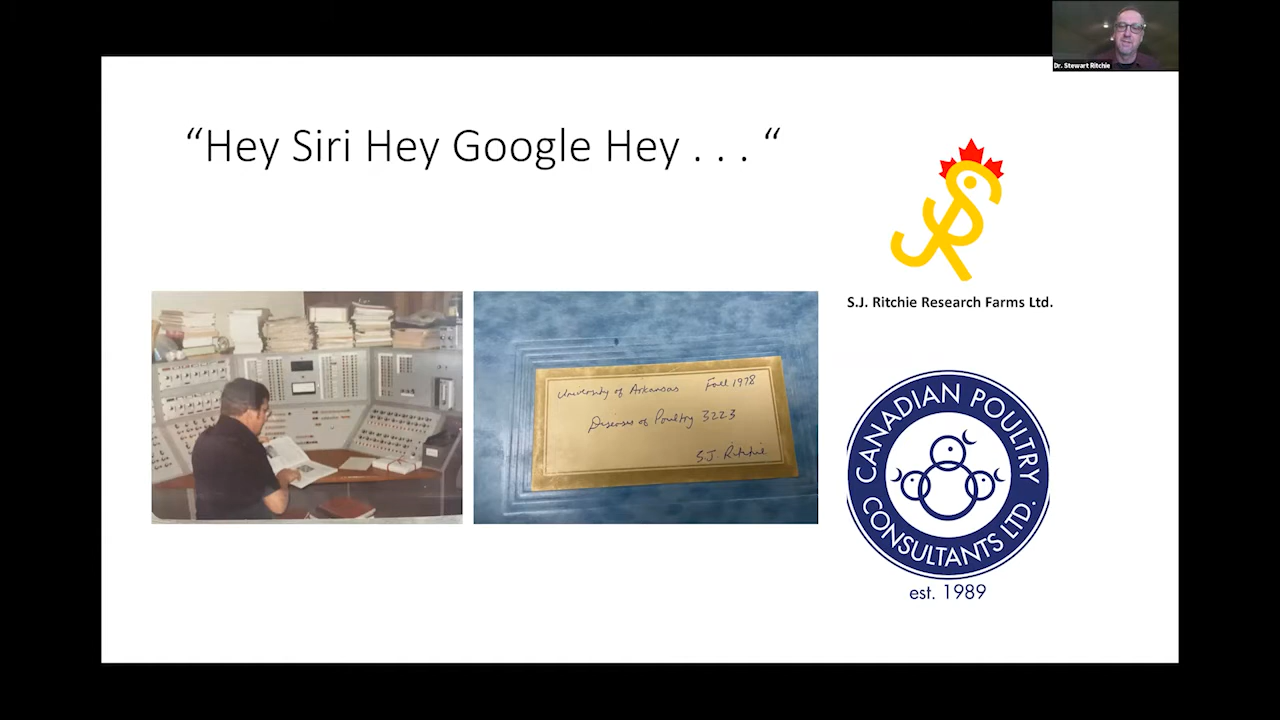 Dr. Stewart Ritchie
“Hey Siri Hey Google Hey . . . “
S.J. Ritchie Research Farms Ltd.
University of Arkansas Fall 1978
Diseases of Poultry 3223
S.J. Ritchie
CANADIAN POULTRY
CONSULTANTS LTD.
est. 1989